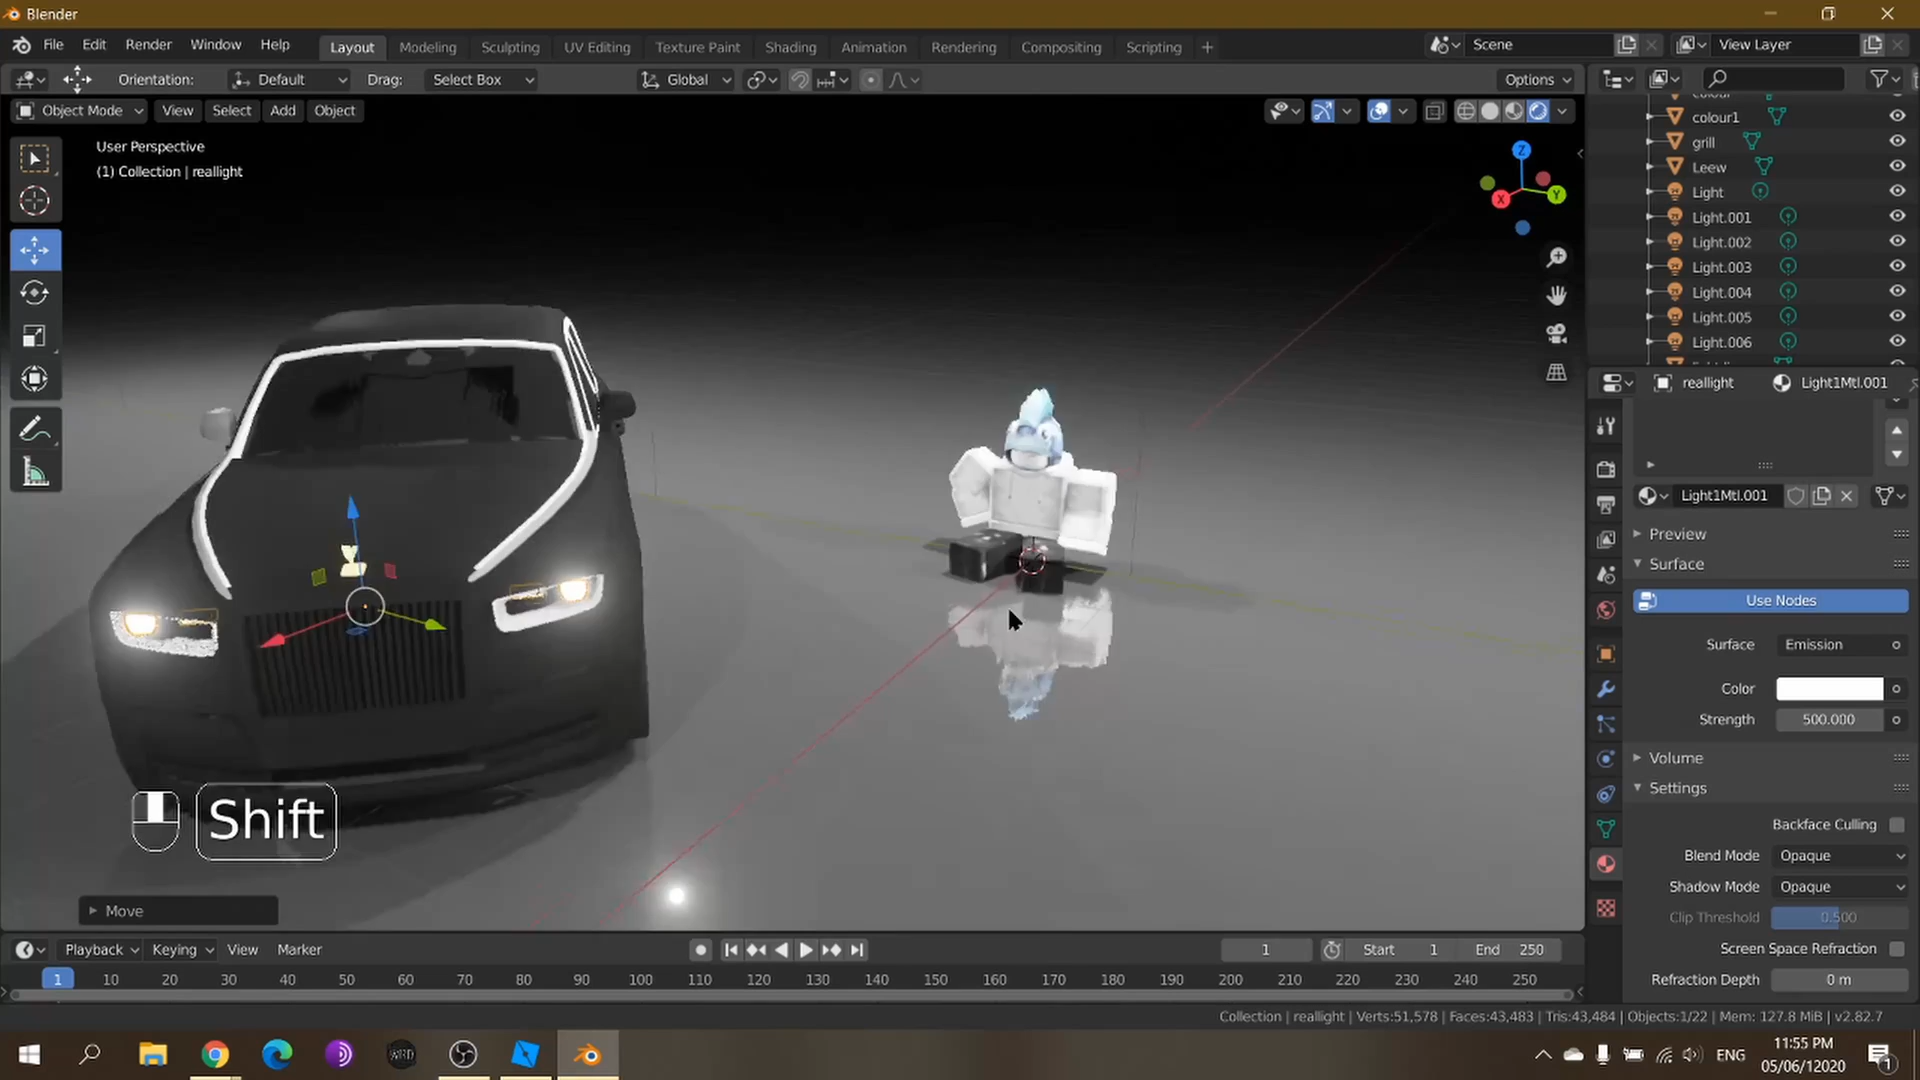 Blender
File Edit Render Window Help
Layout Modeling Sculpting UV Editing Texture Paint Shading Animation Rendering Compositing Scripting +
Scene
View Layer
Orientation: Default Drag: Select Box
Global
Options
Object Mode View Select Add Object
User Perspective
(1) Collection | reallight
Z
Y
X
colour1
grill
Leew
Light
Light.001
Light.002
Light.003
Light.004
Light.005
Light.006
reallight Light1Mtl.001
Light1Mtl.001
Preview
Surface
Use Nodes
Surface Emission
Color
Strength 500.000
Volume
Settings
Backface Culling
Blend Mode Opaque
Shadow Mode Opaque
Clip Threshold 0.500
Screen Space Refraction
Refraction Depth 0 m
Shift
Move
Playback Keying View Marker
1
Start 1
End 250
1 10 20 30 40 50 60 70 80 90 100 110 120 130 140 150 160 170 180 190 200 210 220 230 240 250
Collection | reallight | Verts:51,578 | Faces:43,483 | Tris:43,484 | Objects:1/22 | Mem: 127.8 MiB | v2.82.7
ENG
11:55 PM
05/06/2020
1